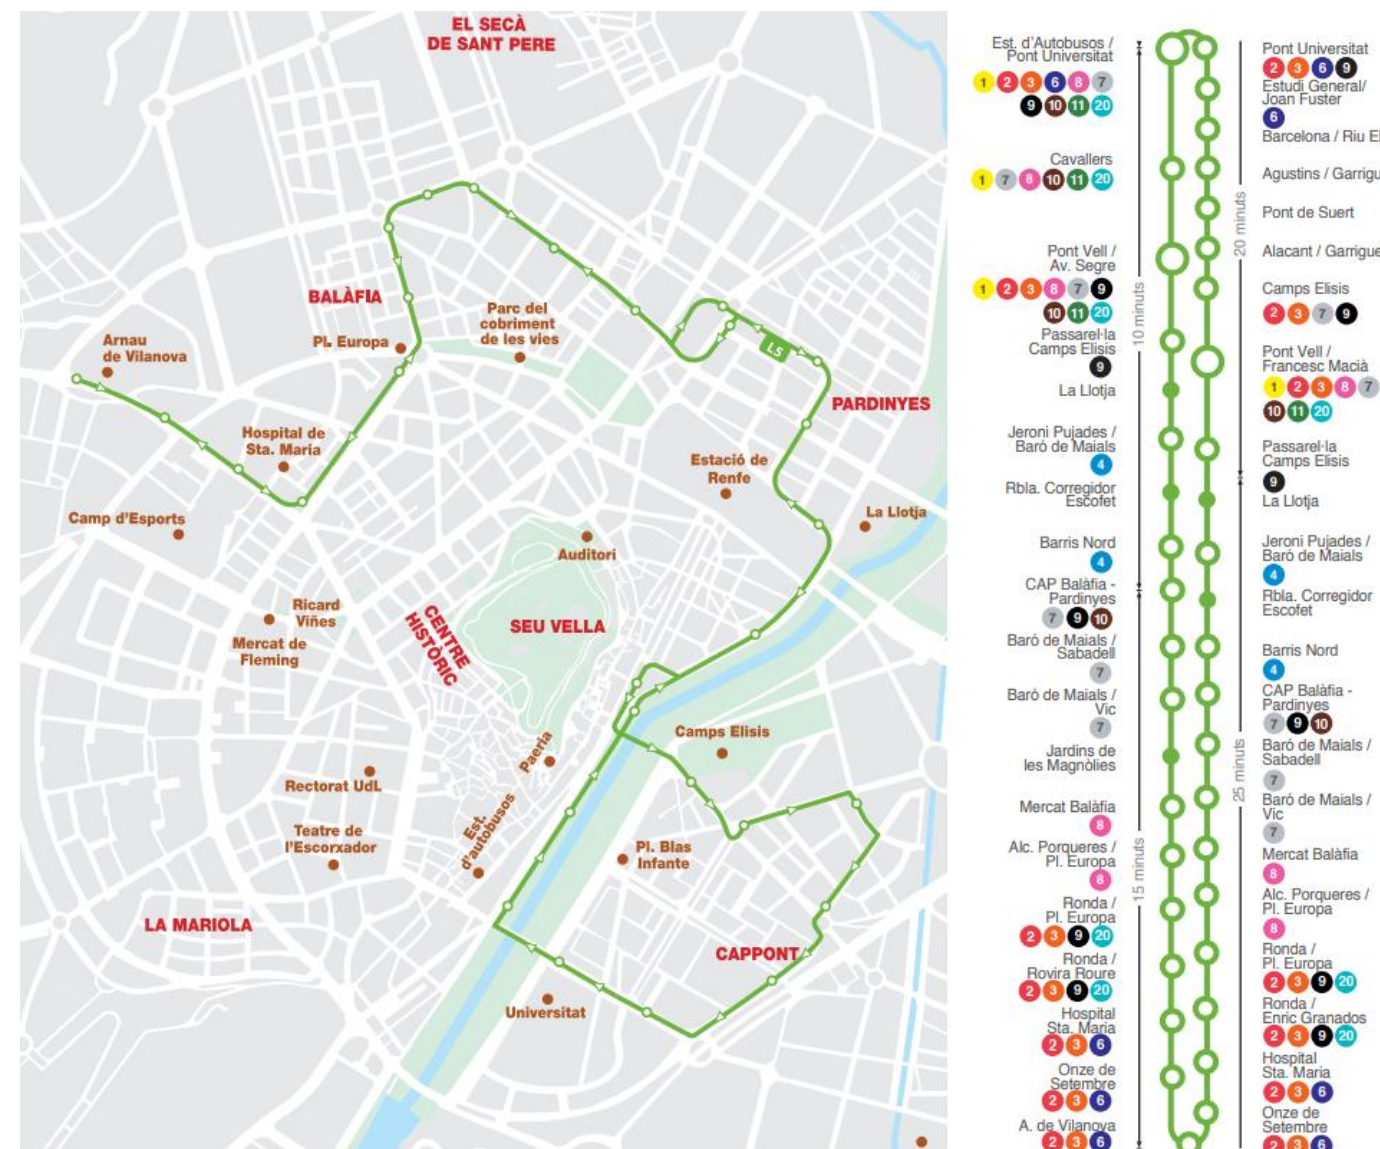 EL SECÀ
DE SANT PERE
BALÀFIA
Arnau
de Vilanova
Pl. Europa
Parc del
cobriment
de les vies
L5
PARDINYES
Hospital de
Sta. Maria
Estació de
Renfe
Camp d'Esports
La Llotja
Auditori
Ricard
Viñes
Mercat de
Fleming
CENTRE
HISTÒRIC
SEU VELLA
Camps Elisis
Paeria
Rectorat UdL
Est.
d'autobusos
Teatre de
l'Escorxador
Pl. Blas
Infante
LA MARIOLA
CAPPONT
Universitat
Est. d'Autobusos /
Pont Universitat
1 2 3 6 8 7
9 10 11 20
Cavallers
1 7 8 10 11 20
Pont Vell /
Av. Segre
1 2 3 8 7 9
10 11 20
Passarel·la
Camps Elisis
9
La Llotja
Jeroni Pujades /
Baró de Maials
4
Rbla. Corregidor
Escofet
Barris Nord
4
CAP Balàfia -
Pardinyes
7 9 10
Baró de Maials /
Sabadell
7
Baró de Maials /
Vic
7
Jardins de
les Magnòlies
Mercat Balàfia
8
Alc. Porqueres /
Pl. Europa
8
Ronda /
Pl. Europa
2 3 9 20
Ronda /
Rovira Roure
2 3 9 20
Hospital
Sta. Maria
2 3 6
Onze de
Setembre
2 3 6
A. de Vilanova
2 3 6
10 minuts
15 minuts
20 minuts
25 minuts
Pont Universitat
2 3 6 9
Estudi General/
Joan Fuster
6
Barcelona / Riu E
Agustins / Garrigu
Pont de Suert
Alacant / Garrigue
Camps Elisis
2 3 7 9
Pont Vell /
Francesc Macià
1 2 3 8 7
10 11 20
Passarel·la
Camps Elisis
9
La Llotja
Jeroni Pujades /
Baró de Maials
4
Rbla. Corregidor
Escofet
Barris Nord
4
CAP Balàfia -
Pardinyes
7 9 10
Baró de Maials /
Sabadell
7
Baró de Maials /
Vic
7
Mercat Balàfia
8
Alc. Porqueres /
Pl. Europa
8
Ronda /
Pl. Europa
2 3 9 20
Ronda /
Enric Granados
2 3 9 20
Hospital
Sta. Maria
2 3 6
Onze de
Setembre
2 3 6